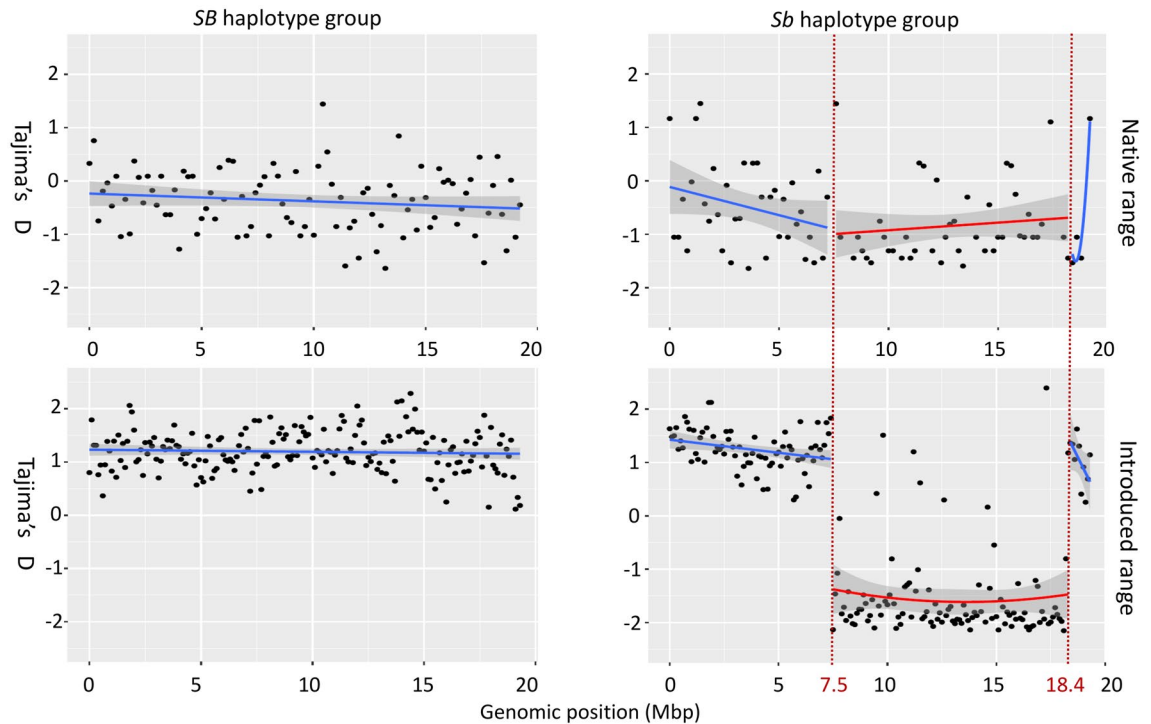 SB haplotype group
Sb haplotype group
2
1
0
-1
-2
Tajima's D
0 5 10 15 20
2
1
0
-1
-2
0 5 10 15 20
Native range
2
1
0
-1
-2
Tajima's D
0 5 10 15 20
2
1
0
-1
-2
0 7.5 10 15 18.4 20
Introduced range
Genomic position (Mbp)